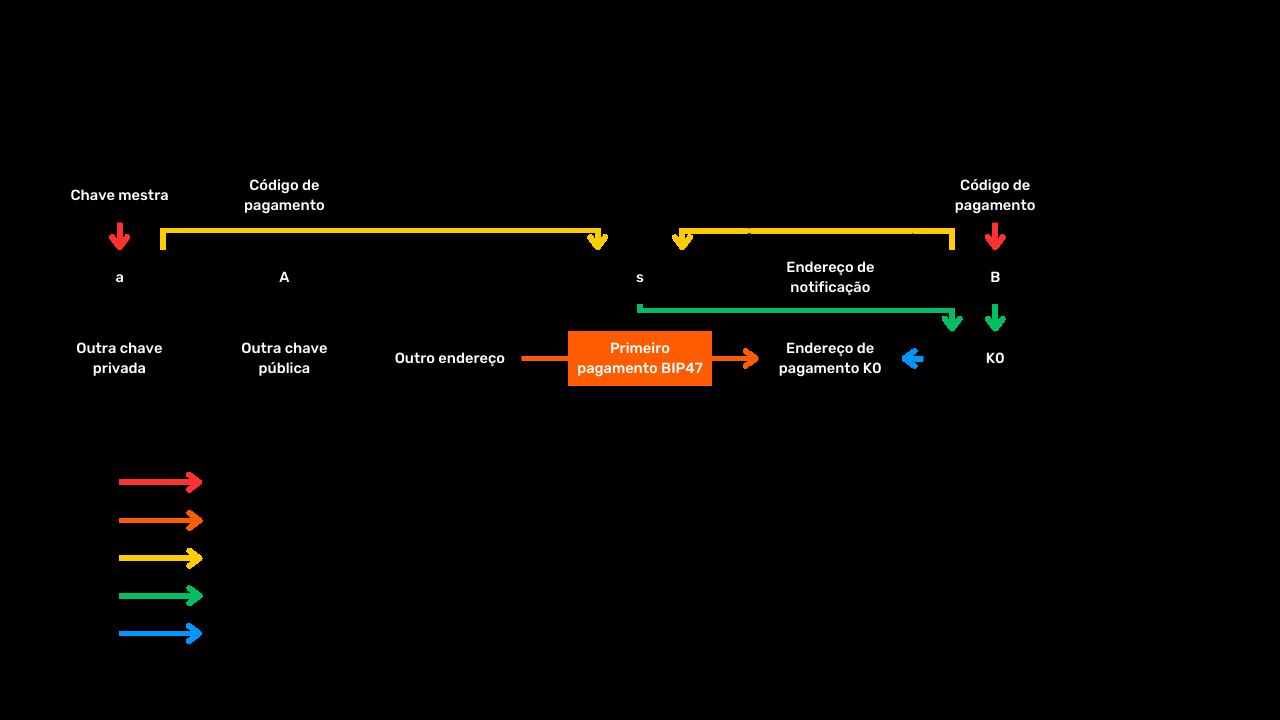 Chave mestra
Código de
pagamento
Código de
pagamento
a
A
s
Endereço de
notificação
B
Outra chave
privada
Outra chave
pública
Outro endereço
Primeiro
pagamento BIP47
Endereço de
pagamento K0
K0